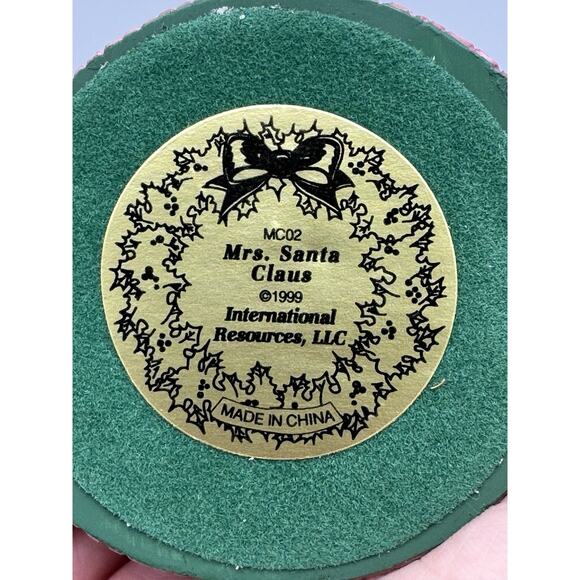 MC02
Mrs. Santa
Claus
©1999
International
Resources, LLC
MADE IN CHINA